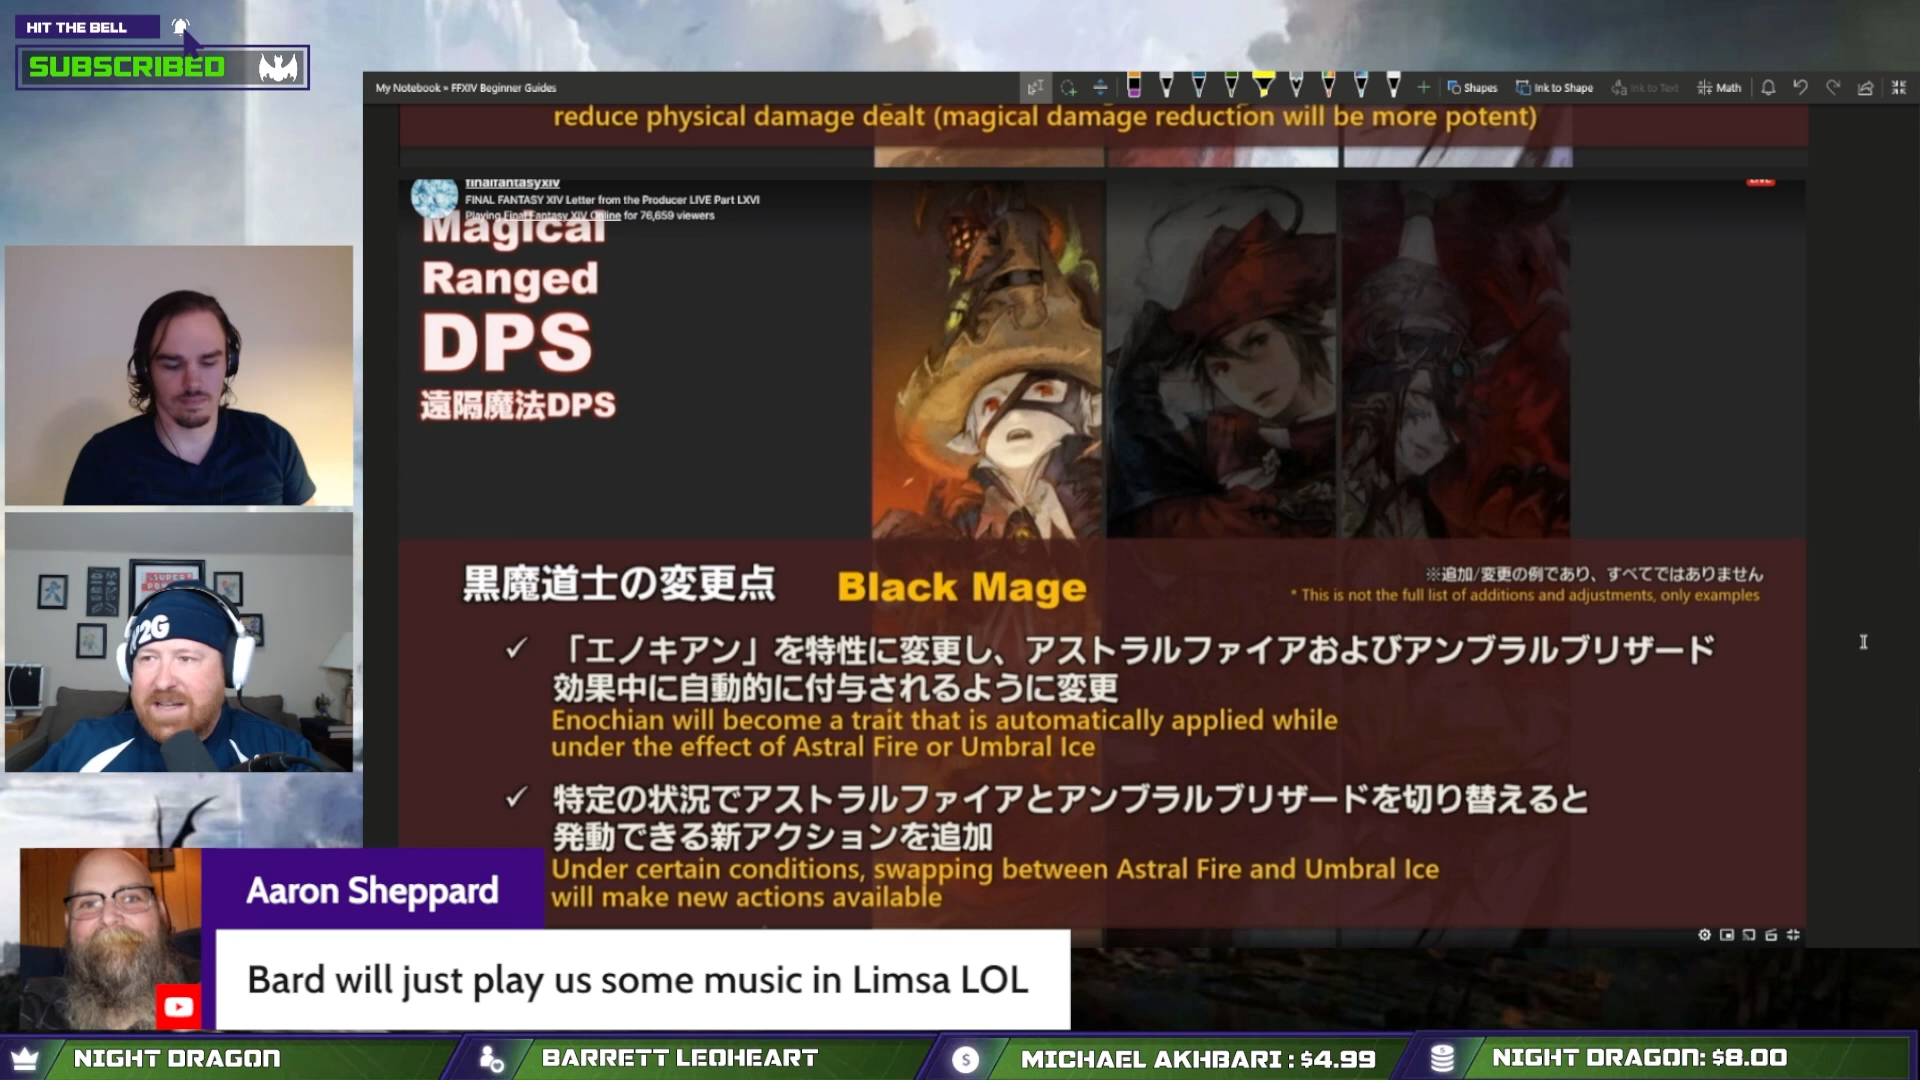 HIT THE BELL
SUBSCRIBED
My Notebook » FFXIV Beginner Guides
Shapes
Ink to Shape
Ink to Text
Math
reduce physical damage dealt (magical damage reduction will be more potent)
finalfantasyxiv
FINAL FANTASY XIV Letter from the Producer LIVE Part LXVI
Playing Final Fantasy XIV Online for 76,659 viewers
LIVE
Magical
Ranged
DPS
遠隔魔法DPS
黒魔道士の変更点
Black Mage
※追加/変更の例であり、すべてではありません
* This is not the full list of additions and adjustments, only examples
✓ 「エノキアン」を特性に変更し、アストラルファイアおよびアンブラルブリザード
効果中に自動的に付与されるように変更
Enochian will become a trait that is automatically applied while
under the effect of Astral Fire or Umbral Ice
✓ 特定の状況でアストラルファイアとアンブラルブリザードを切り替えると
発動できる新アクションを追加
Under certain conditions, swapping between Astral Fire and Umbral Ice
will make new actions available
Aaron Sheppard
Bard will just play us some music in Limsa LOL
NIGHT DRAGON
BARRETT LEOHEART
MICHAEL AKHBARI : $4.99
NIGHT DRAGON: $8.00